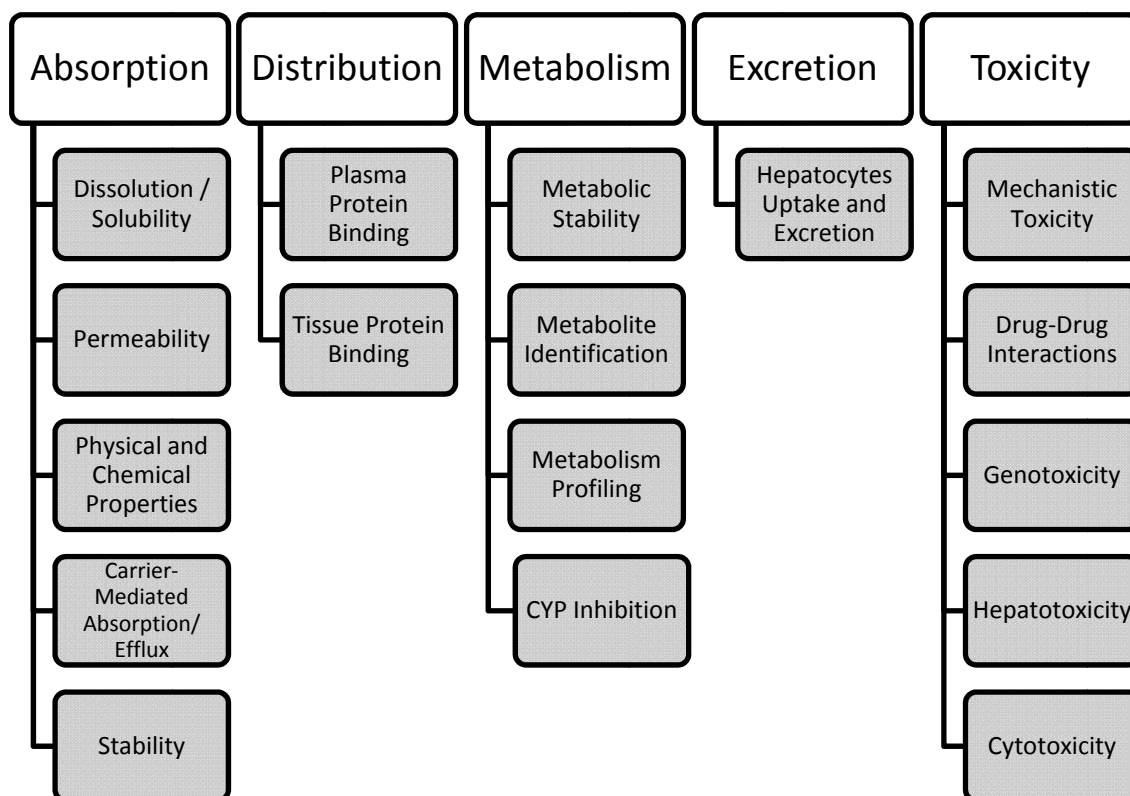 Absorption
Dissolution /
Solubility
Permeability
Physical and
Chemical
Properties
Carrier-
Mediated
Absorption/
Efflux
Stability
Distribution
Plasma
Protein
Binding
Tissue Protein
Binding
Metabolism
Metabolic
Stability
Metabolite
Identification
Metabolism
Profiling
CYP Inhibition
Excretion
Hepatocytes
Uptake and
Excretion
Toxicity
Mechanistic
Toxicity
Drug-Drug
Interactions
Genotoxicity
Hepatotoxicity
Cytotoxicity